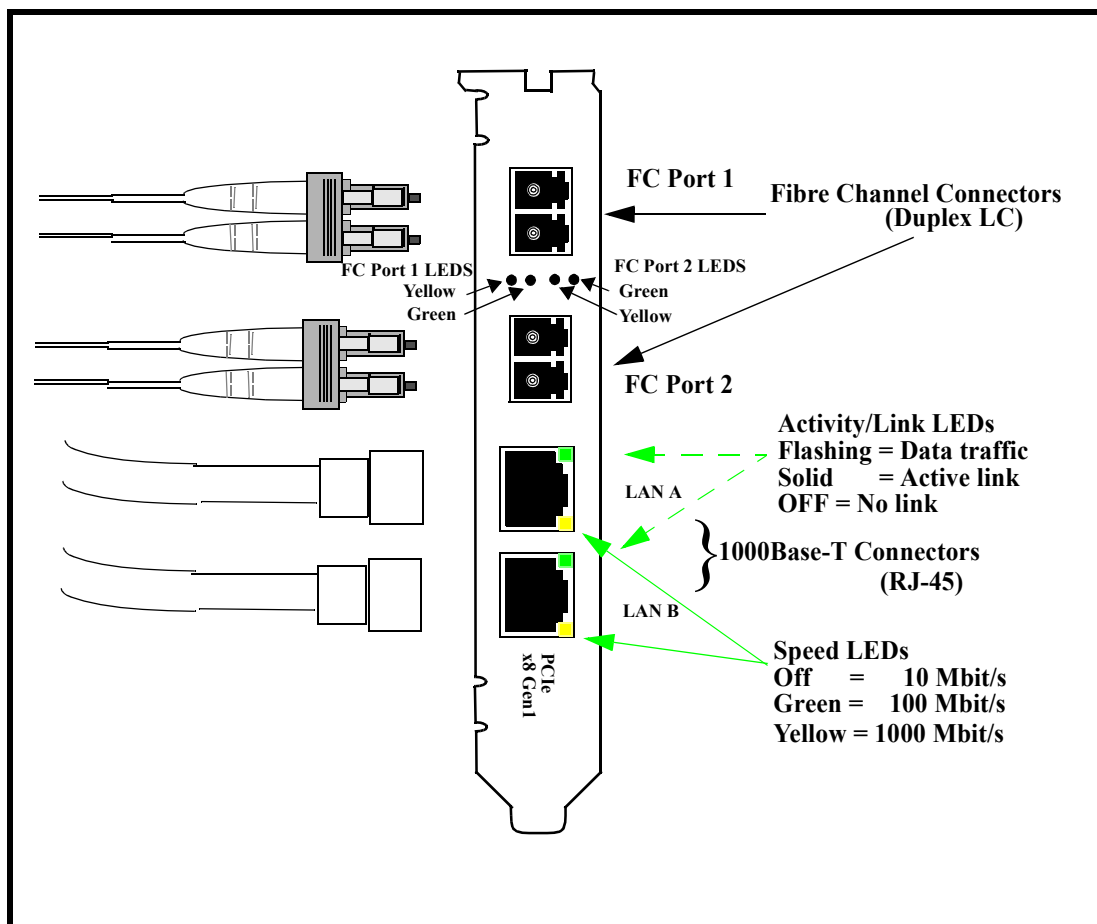 FC Port 1
Fibre Channel Connectors
(Duplex LC)
FC Port 1 LEDS
Yellow
Green
FC Port 2 LEDS
Green
Yellow
FC Port 2
Activity/Link LEDs
Flashing = Data traffic
Solid = Active link
OFF = No link
LAN A
1000Base-T Connectors
(RJ-45)
LAN B
PCIe
x8 Gen1
Speed LEDs
Off = 10 Mbit/s
Green = 100 Mbit/s
Yellow = 1000 Mbit/s